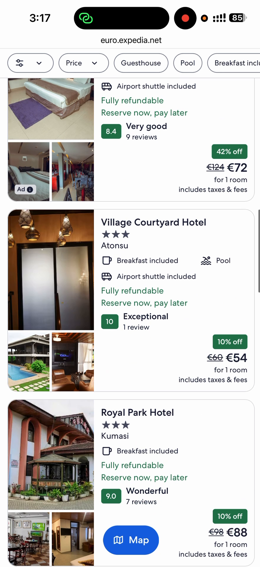 3:17
85
euro.expedia.net
Price
Guesthouse
Pool
Breakfast inclu
Airport shuttle included
Fully refundable
Reserve now, pay later
8.4 Very good
9 reviews
Ad
42% off
€124 €72
for 1 room
includes taxes & fees
Village Courtyard Hotel
Atonsu
Breakfast included
Pool
Airport shuttle included
Fully refundable
Reserve now, pay later
10 Exceptional
1 review
10% off
€60 €54
for 1 room
includes taxes & fees
Royal Park Hotel
Kumasi
Breakfast included
Fully refundable
Reserve now, pay later
9.0 Wonderful
7 reviews
10% off
€98 €88
for 1 room
includes taxes & fees
Map